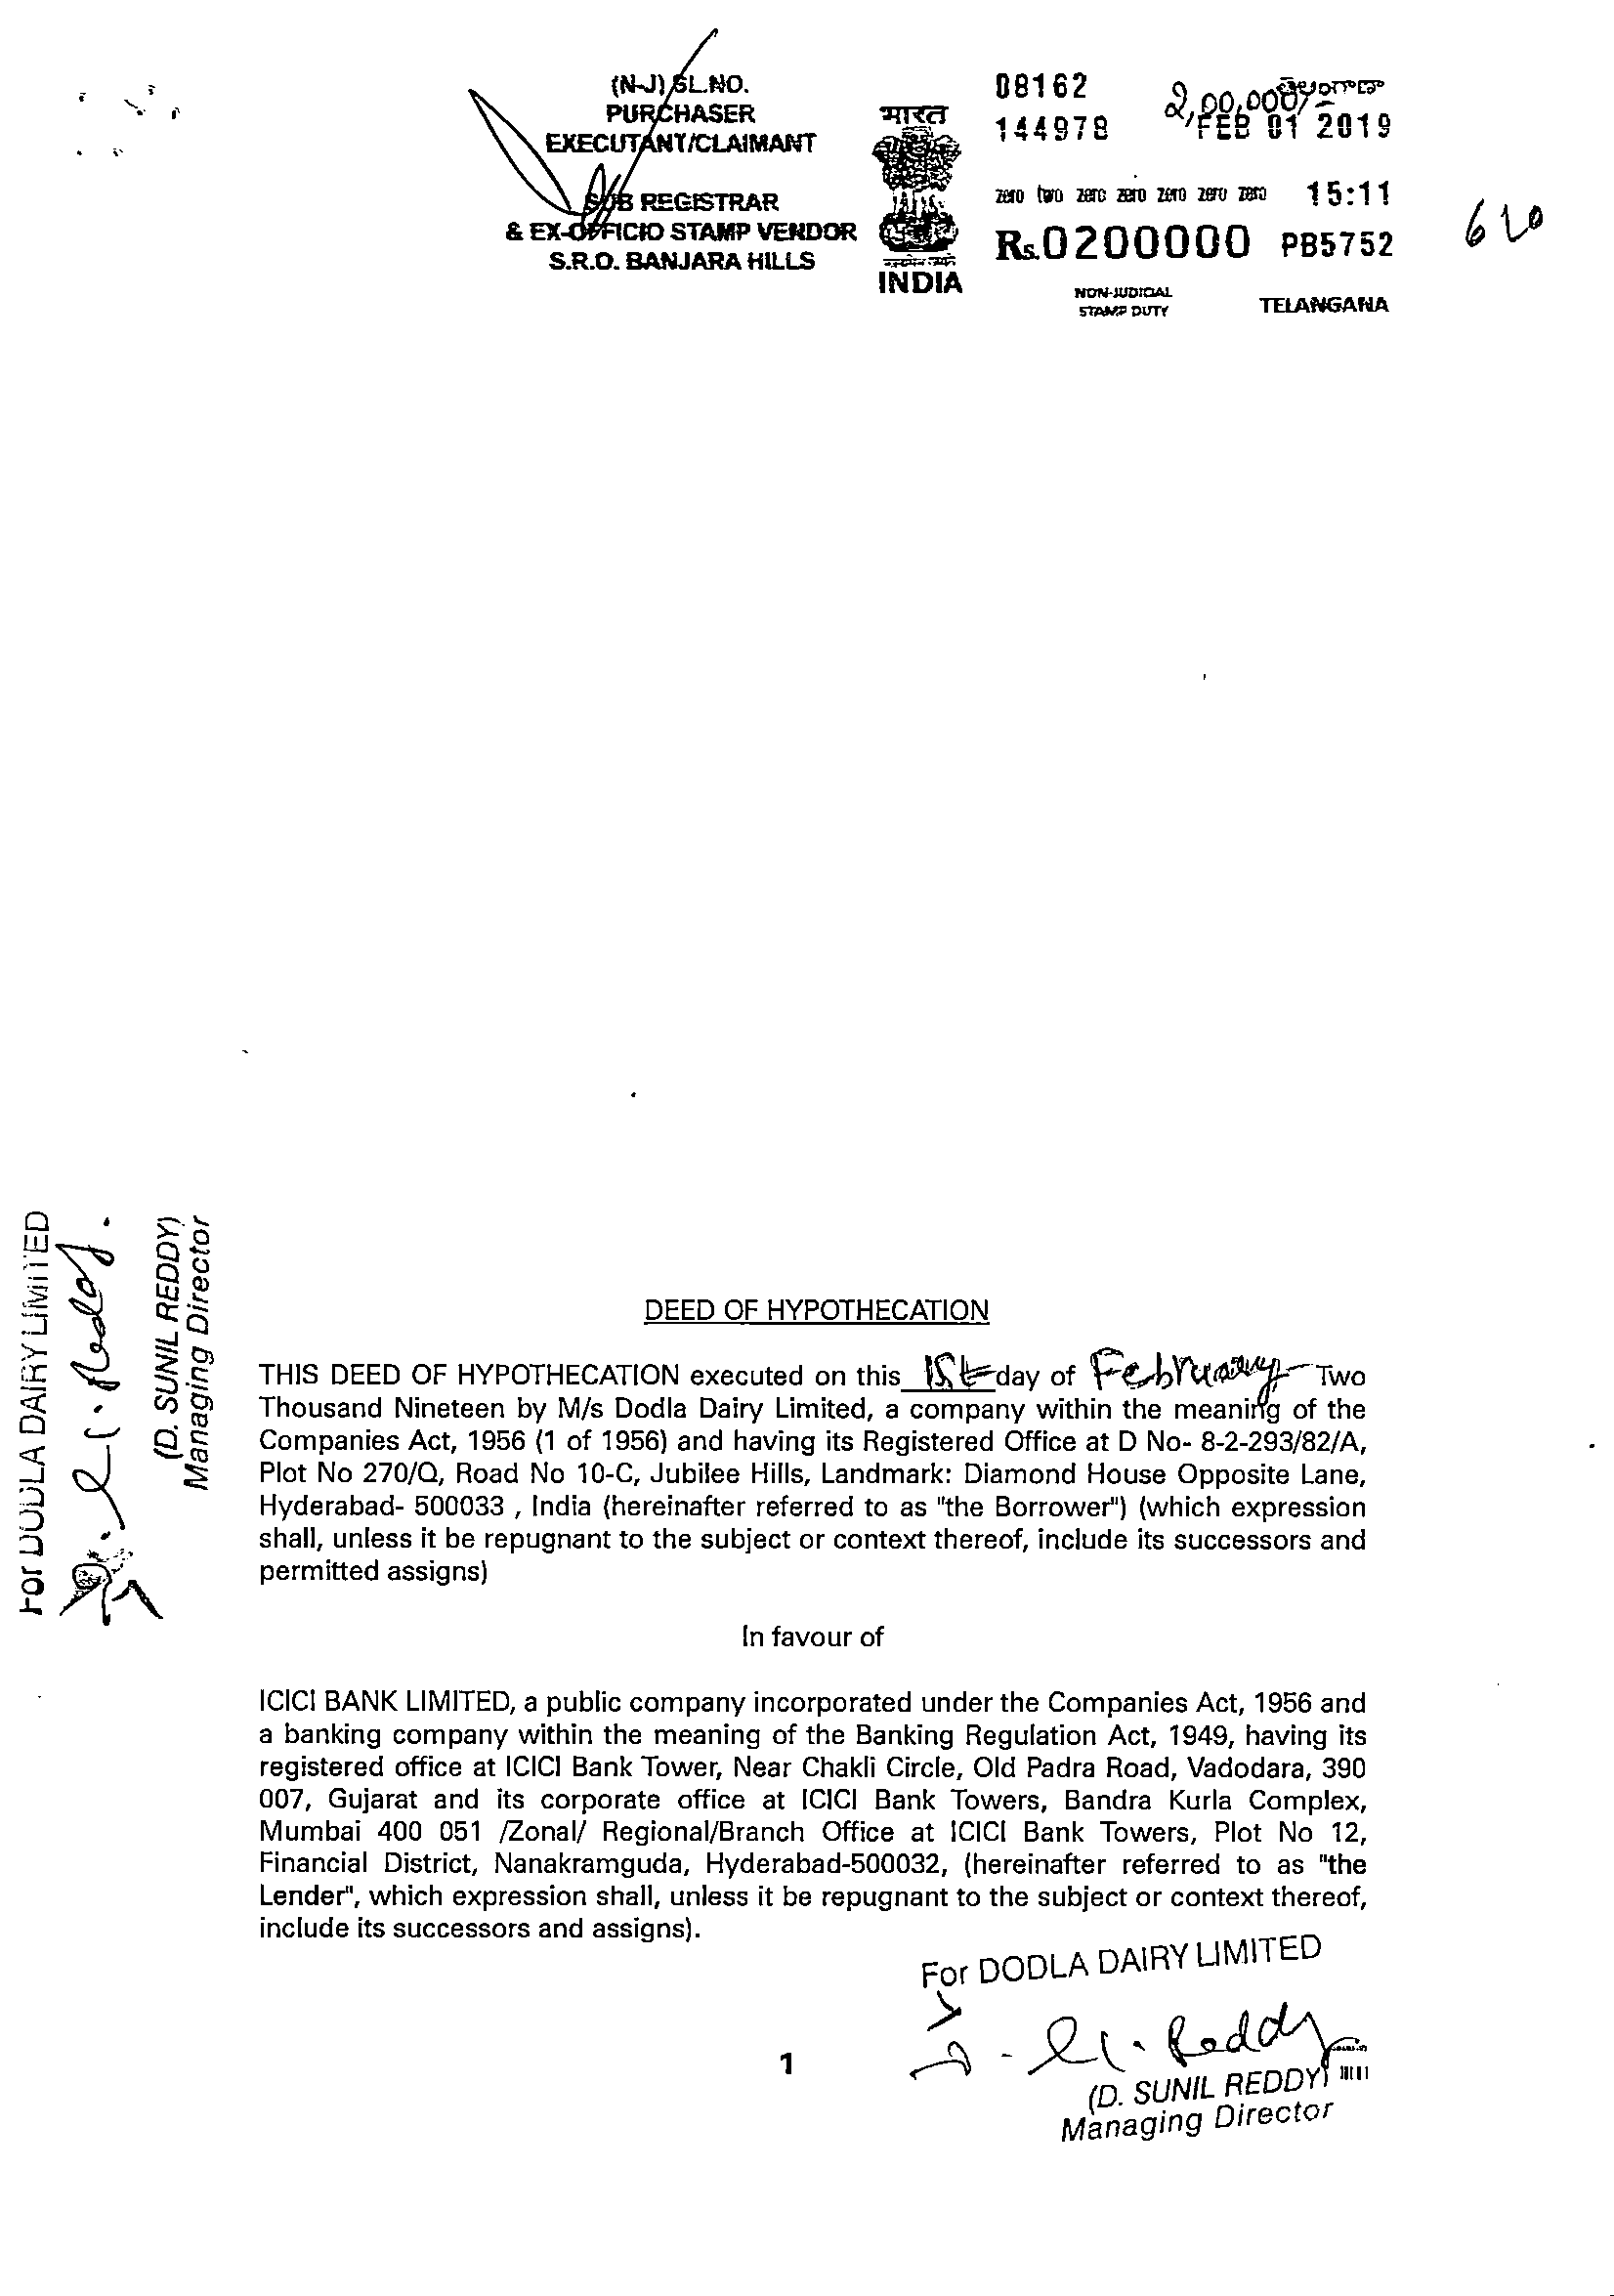 (N-J) SL.NO.
PURCHASER
EXECUTANT/CLAIMANT
SUB REGISTRAR
& EX-OFFICIO STAMP VENDOR
S.R.O. BANJARA HILLS
भारत
INDIA
08162
2,00,000/- తెలంగాణ
144978 FEB 01 2019
zero two zero zero zero zero zero 15:11
Rs.0200000 PB5752
NON-JUDICIAL
STAMP DUTY TELANGANA
610
For DODLA DAIRY LIMITED
(D. SUNIL REDDY)
Managing Director
DEED OF HYPOTHECATION
THIS DEED OF HYPOTHECATION executed on this 1st day of February Two
Thousand Nineteen by M/s Dodla Dairy Limited, a company within the meaning of the
Companies Act, 1956 (1 of 1956) and having its Registered Office at D No- 8-2-293/82/A,
Plot No 270/Q, Road No 10-C, Jubilee Hills, Landmark: Diamond House Opposite Lane,
Hyderabad- 500033 , India (hereinafter referred to as "the Borrower") (which expression
shall, unless it be repugnant to the subject or context thereof, include its successors and
permitted assigns)
In favour of
ICICI BANK LIMITED, a public company incorporated under the Companies Act, 1956 and
a banking company within the meaning of the Banking Regulation Act, 1949, having its
registered office at ICICI Bank Tower, Near Chakli Circle, Old Padra Road, Vadodara, 390
007, Gujarat and its corporate office at ICICI Bank Towers, Bandra Kurla Complex,
Mumbai 400 051 /Zonal/ Regional/Branch Office at ICICI Bank Towers, Plot No 12,
Financial District, Nanakramguda, Hyderabad-500032, (hereinafter referred to as "the
Lender", which expression shall, unless it be repugnant to the subject or context thereof,
include its successors and assigns).
For DODLA DAIRY LIMITED
Reddy
(D. SUNIL REDDY)
Managing Director
1